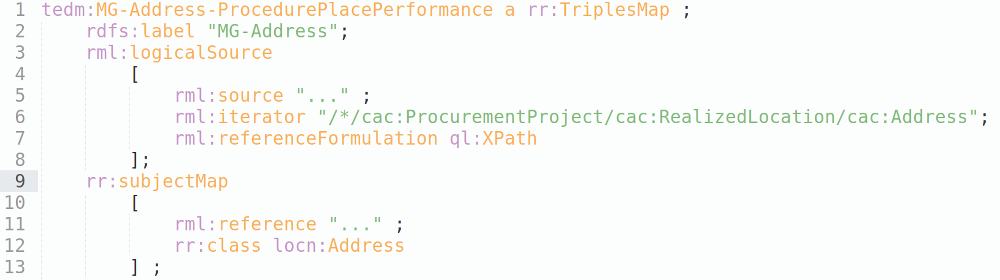 1 tedm:MG-Address-ProcedurePlacePerformance a rr:TriplesMap ;
2     rdfs:label "MG-Address";
3     rml:logicalSource
4         [
5             rml:source "..." ;
6             rml:iterator "/*/cac:ProcurementProject/cac:RealizedLocation/cac:Address";
7             rml:referenceFormulation ql:XPath
8         ];
9     rr:subjectMap
10         [
11             rml:reference "..." ;
12             rr:class locn:Address
13         ] ;